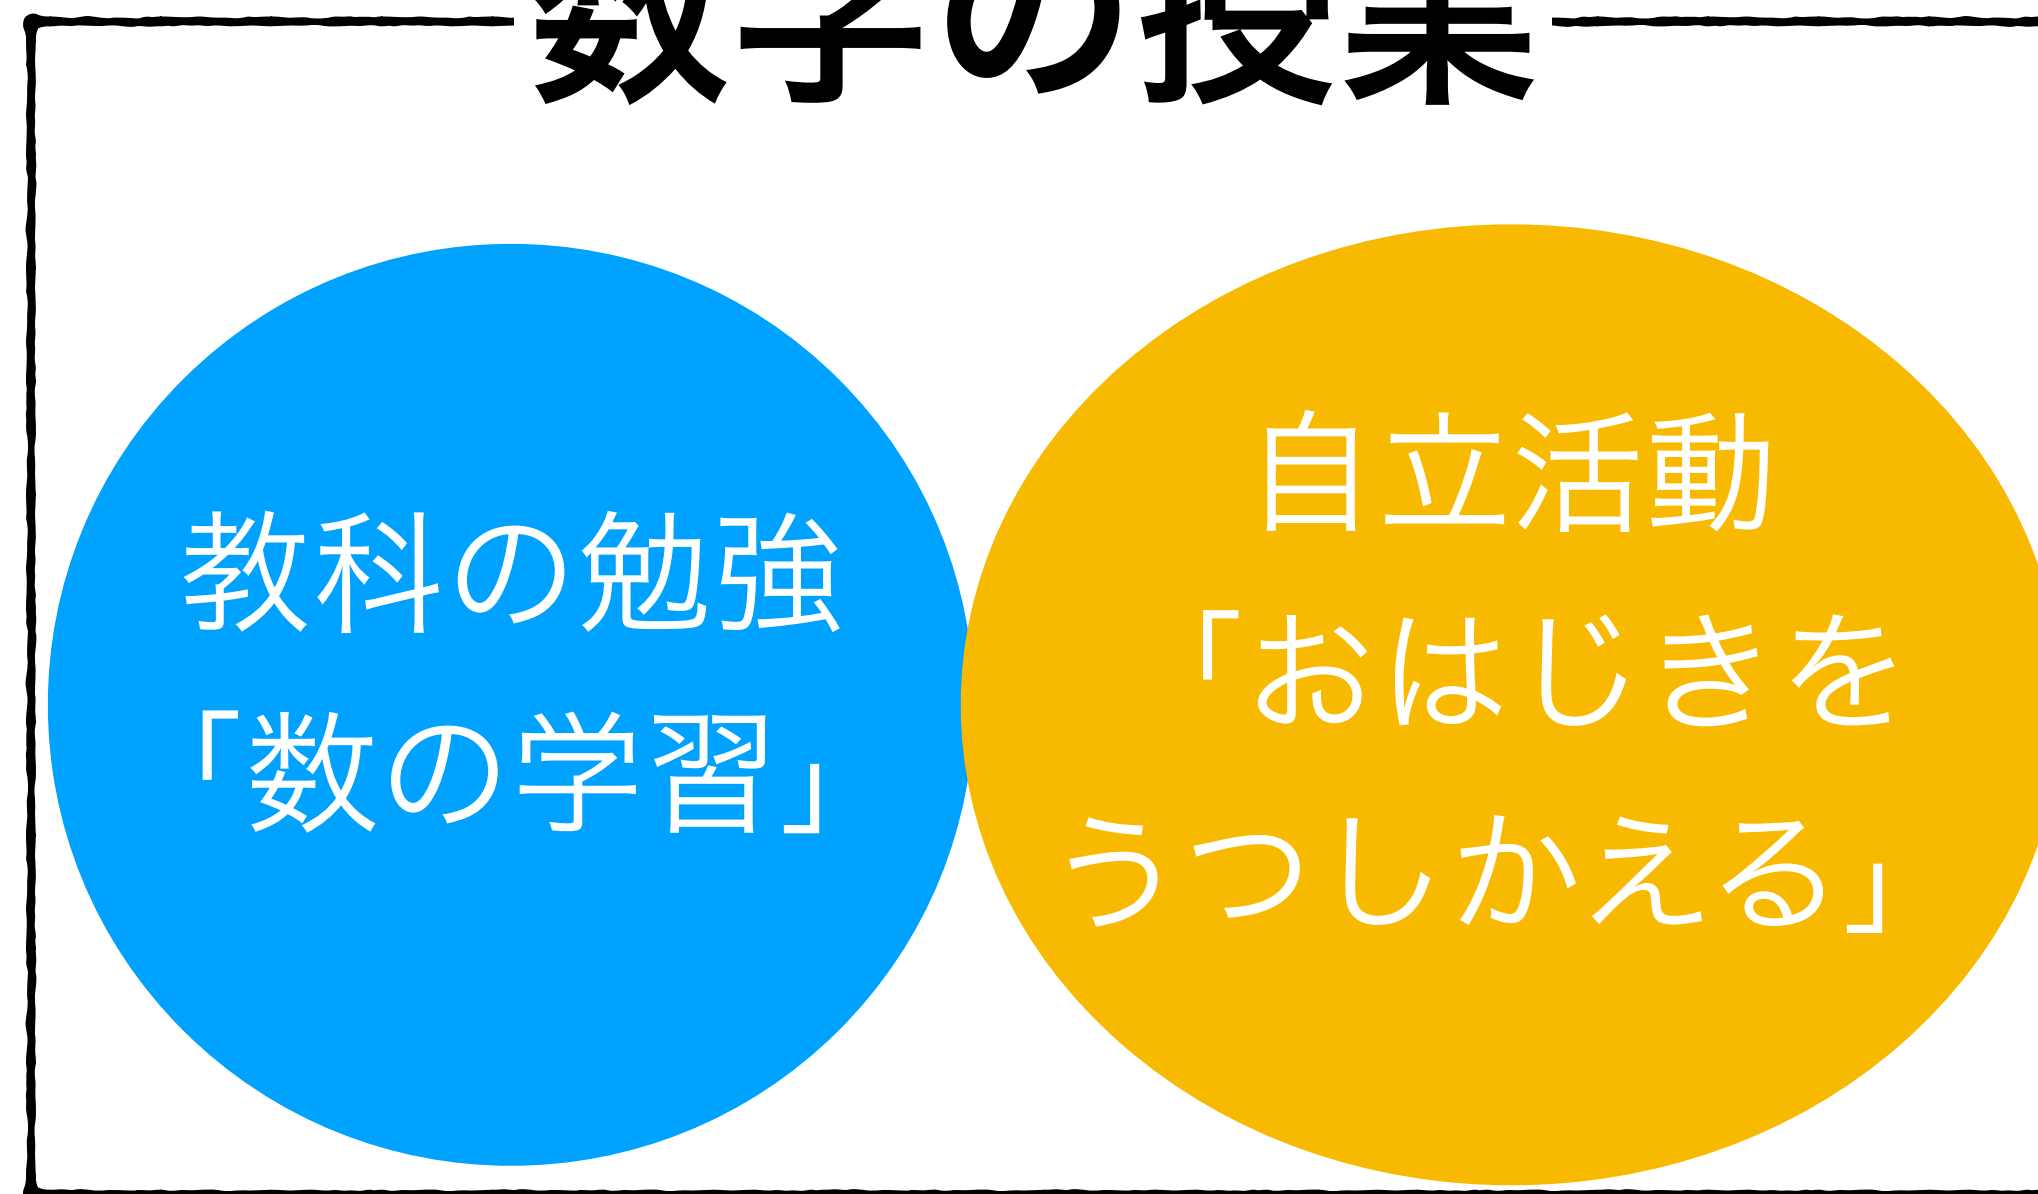 数学の授業
教科の勉強
「数の学習」
自立活動
「おはじきを
うつしかえる」